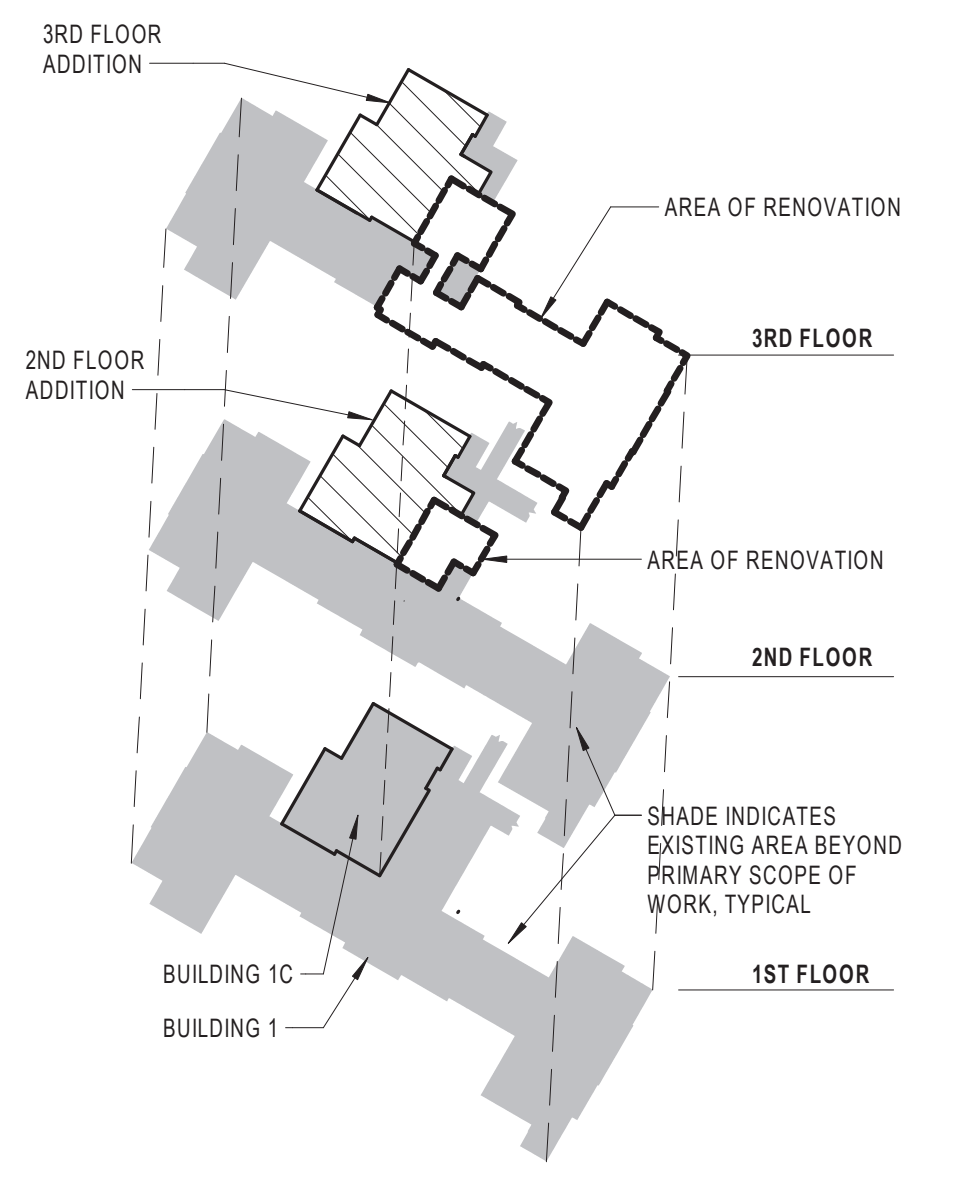 3RD FLOOR
ADDITION
AREA OF RENOVATION
3RD FLOOR
2ND FLOOR
ADDITION
AREA OF RENOVATION
2ND FLOOR
SHADE INDICATES
EXISTING AREA BEYOND
PRIMARY SCOPE OF
WORK, TYPICAL
BUILDING 1C
1ST FLOOR
BUILDING 1